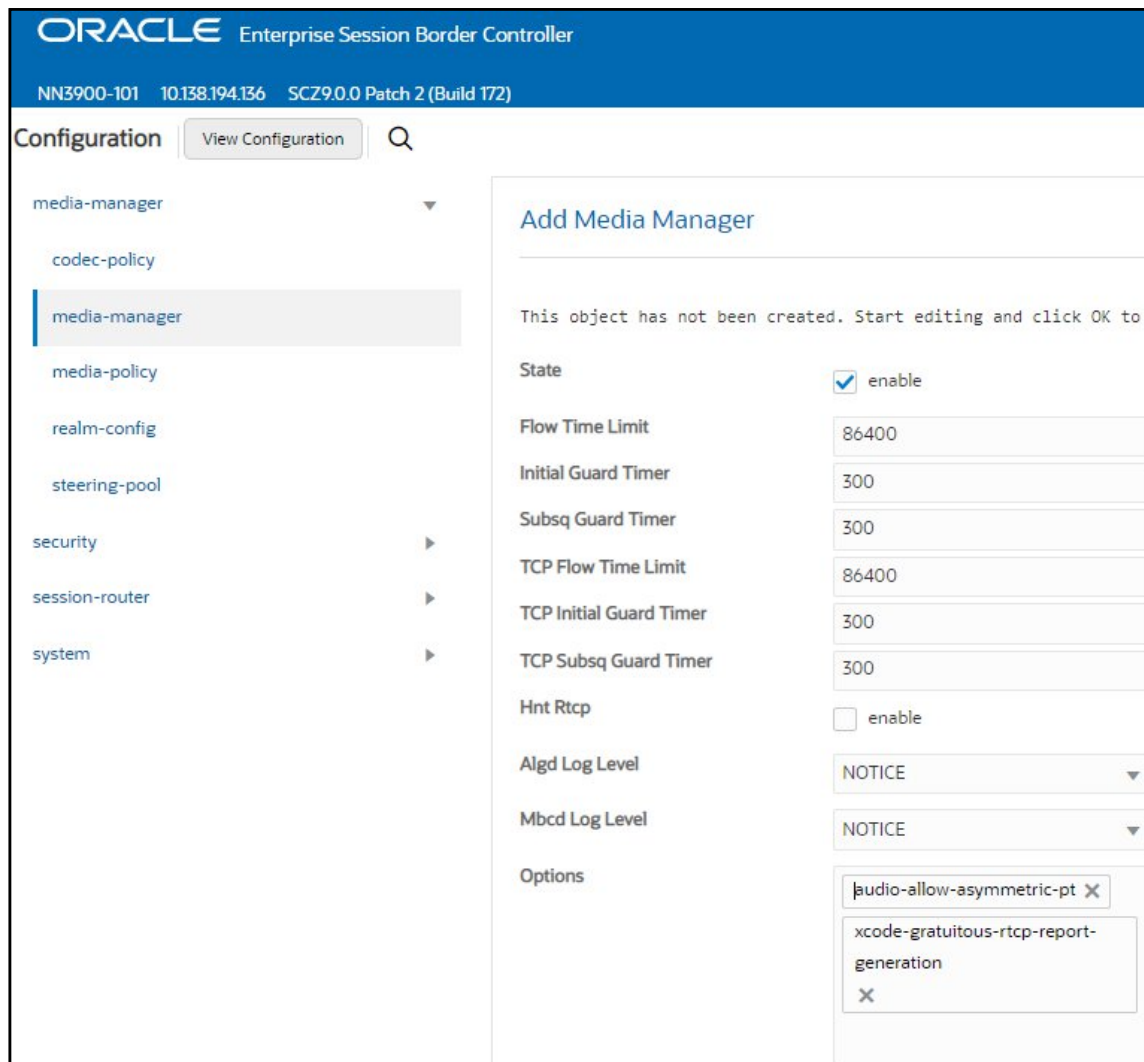 ORACLE Enterprise Session Border Controller
NN3900-101 10.138.194.136 SCZ9.0.0 Patch 2 (Build 172)
Configuration View Configuration
media-manager
codec-policy
media-manager
media-policy
realm-config
steering-pool
security
session-router
system
Add Media Manager
This object has not been created. Start editing and click OK to
State enable
Flow Time Limit 86400
Initial Guard Timer 300
Subsq Guard Timer 300
TCP Flow Time Limit 86400
TCP Initial Guard Timer 300
TCP Subsq Guard Timer 300
Hnt Rtcp enable
Algd Log Level NOTICE
Mbcd Log Level NOTICE
Options audio-allow-asymmetric-pt
xcode-gratuitous-rtcp-report-
generation